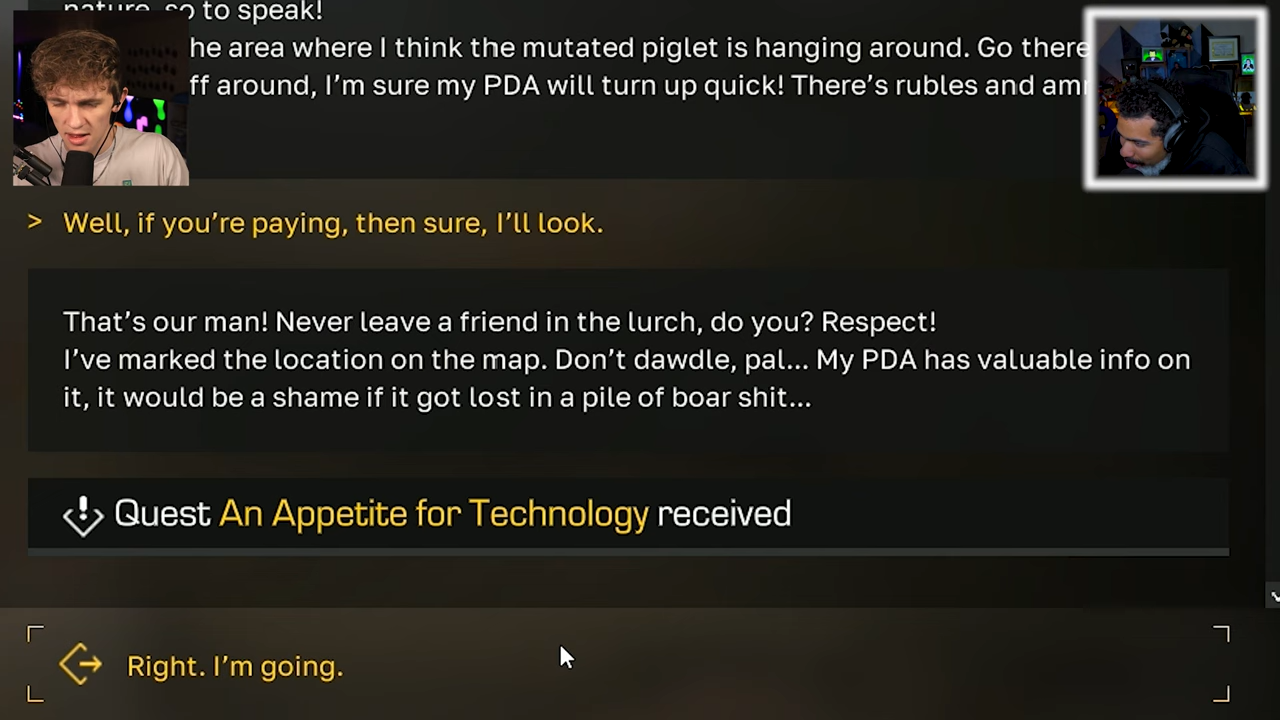 nature, so to speak!
he area where I think the mutated piglet is hanging around. Go there
ff around, I'm sure my PDA will turn up quick! There's rubles and
> Well, if you're paying, then sure, I'll look.
That's our man! Never leave a friend in the lurch, do you? Respect!
I've marked the location on the map. Don't dawdle, pal... My PDA has valuable info on
it, it would be a shame if it got lost in a pile of boar shit...
Quest An Appetite for Technology received
Right. I'm going.